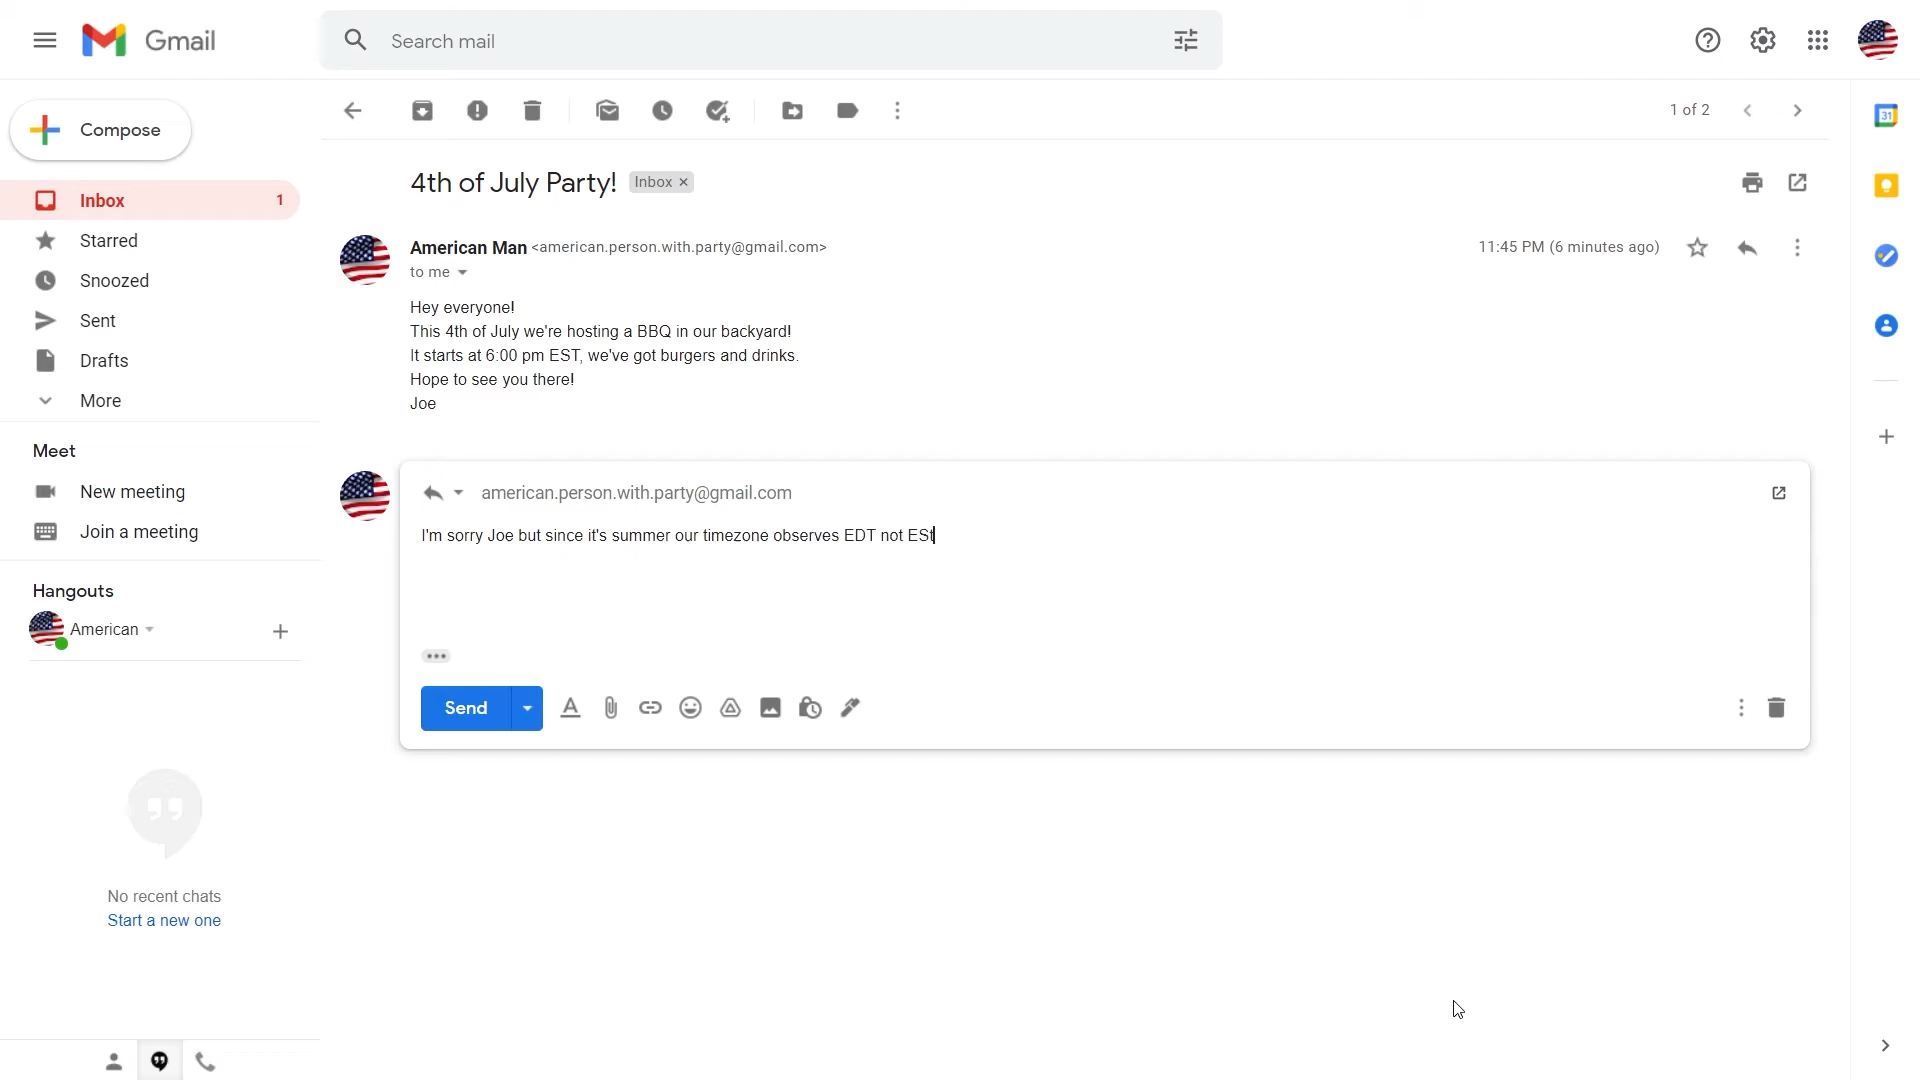 Gmail
Search mail
Compose
1 of 2
Inbox 1
Starred
Snoozed
Sent
Drafts
More
Meet
New meeting
Join a meeting
Hangouts
American
No recent chats
Start a new one
4th of July Party! Inbox ×
American Man <american.person.with.party@gmail.com> 11:45 PM (6 minutes ago)
to me
Hey everyone!
This 4th of July we're hosting a BBQ in our backyard!
It starts at 6:00 pm EST, we've got burgers and drinks.
Hope to see you there!
Joe
american.person.with.party@gmail.com
I'm sorry Joe but since it's summer our timezone observes EDT not ESt
Send
31